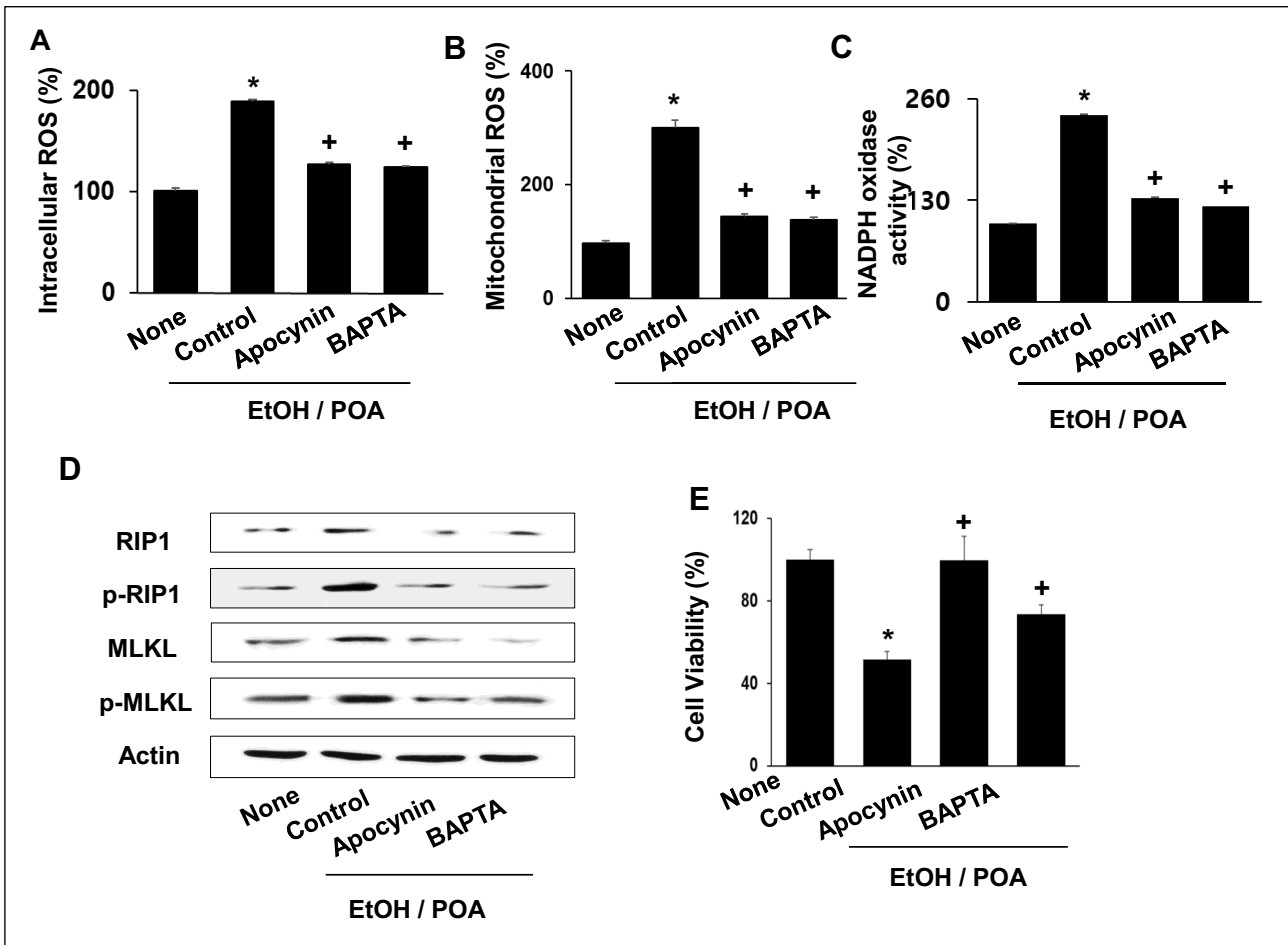 A
Intracellular ROS (%)
200
100
0
*
+
+
None
Control
Apocynin
BAPTA
EtOH / POA
B
Mitochondrial ROS (%)
400
200
0
*
+
+
None
Control
Apocynin
BAPTA
EtOH / POA
C
NADPH oxidase
activity (%)
260
130
0
*
+
+
None
Control
Apocynin
BAPTA
EtOH / POA
D
RIP1
p-RIP1
MLKL
p-MLKL
Actin
None
Control
Apocynin
BAPTA
EtOH / POA
E
Cell Viability (%)
120
80
40
0
*
+
+
None
Control
Apocynin
BAPTA
EtOH / POA